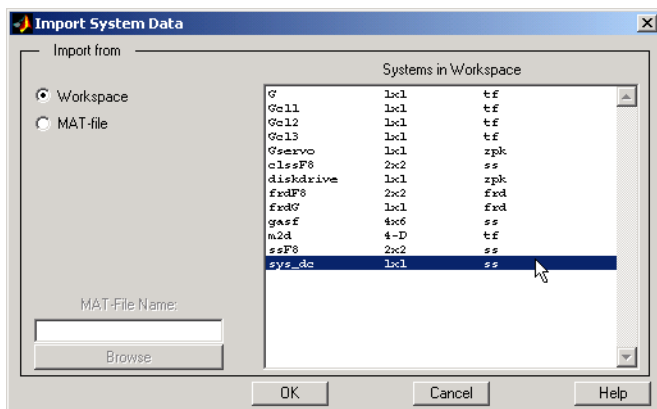 Import System Data
Import from
Systems in Workspace
Workspace
MAT-file
G 1x1 tf
Gcl1 1x1 tf
Gcl2 1x1 tf
Gcl3 1x1 tf
Gservo 1x1 zpk
clssF8 2x2 ss
diskdrive 1x1 zpk
frdF8 2x2 frd
frdG 1x1 frd
gasf 4x6 ss
m2d 4-D tf
ssF8 2x2 ss
sys_dc 1x1 ss
MAT-File Name:
Browse
OK Cancel Help